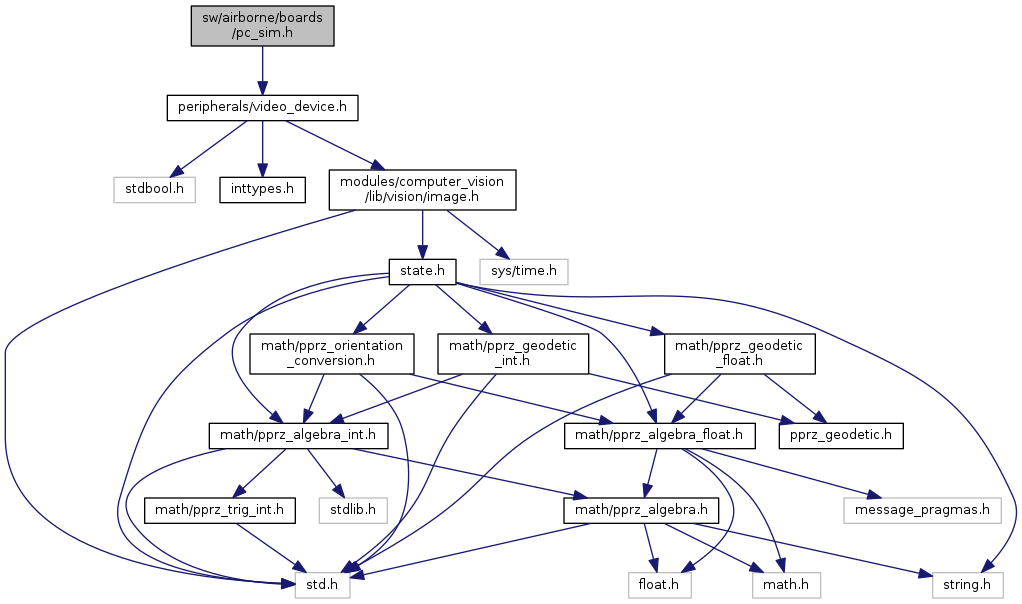 sw/airborne/boards
/pc_sim.h
peripherals/video_device.h
stdbool.h
inttypes.h
modules/computer_vision
/lib/vision/image.h
state.h
sys/time.h
math/pprz_orientation
_conversion.h
math/pprz_geodetic
_int.h
math/pprz_geodetic
_float.h
math/pprz_algebra_int.h
math/pprz_algebra_float.h
pprz_geodetic.h
math/pprz_trig_int.h
stdlib.h
math/pprz_algebra.h
message_pragmas.h
std.h
float.h
math.h
string.h